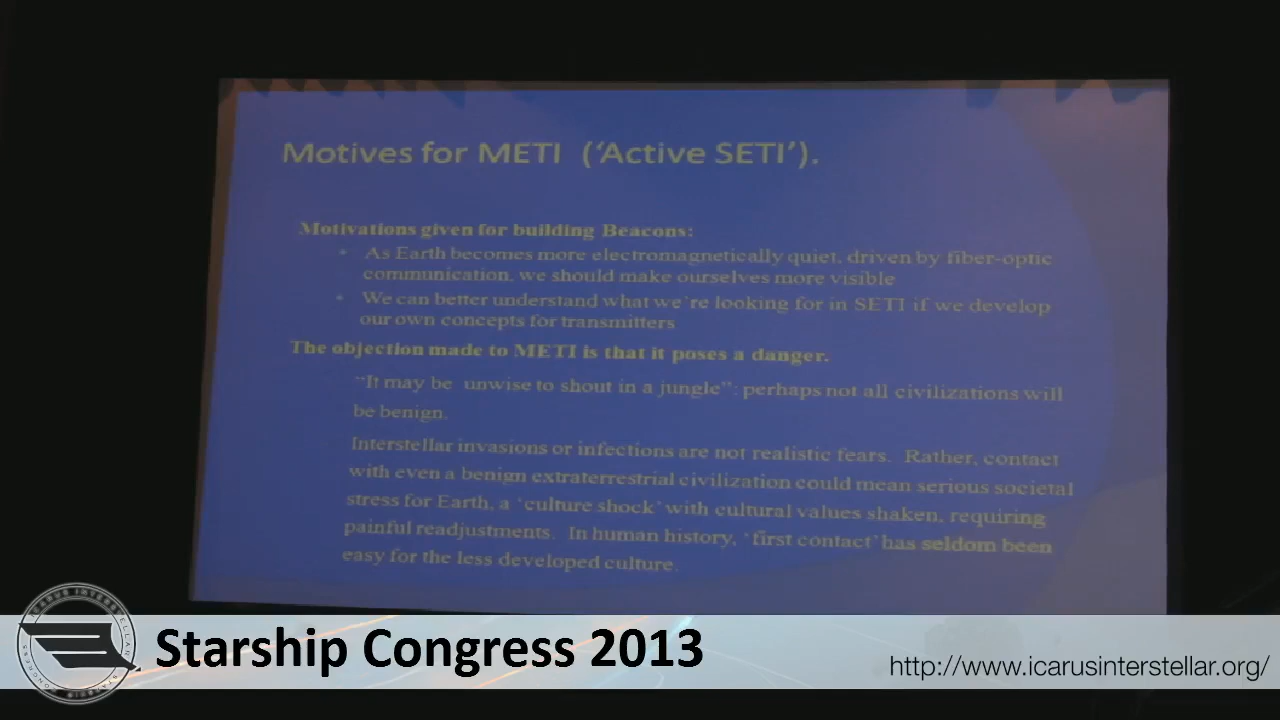 Motives for METI ('Active SETI').
Motivations given for building Beacons:
• As Earth becomes more electromagnetically quiet, driven by fiber-optic
communication, we should make ourselves more visible
• We can better understand what we're looking for in SETI if we develop
our own concepts for transmitters
The objection made to METI is that it poses a danger.
"It may be unwise to shout in a jungle": perhaps not all civilizations will
be benign.
Interstellar invasions or infections are not realistic fears. Rather, contact
with even a benign extraterrestrial civilization could mean serious societal
stress for Earth, a 'culture shock' with cultural values shaken, requiring
painful readjustments. In human history, 'first contact' has seldom been
easy for the less developed culture.
ICARUS INTERSTELLAR
STARSHIP CONGRESS
Starship Congress 2013
http://www.icarusinterstellar.org/